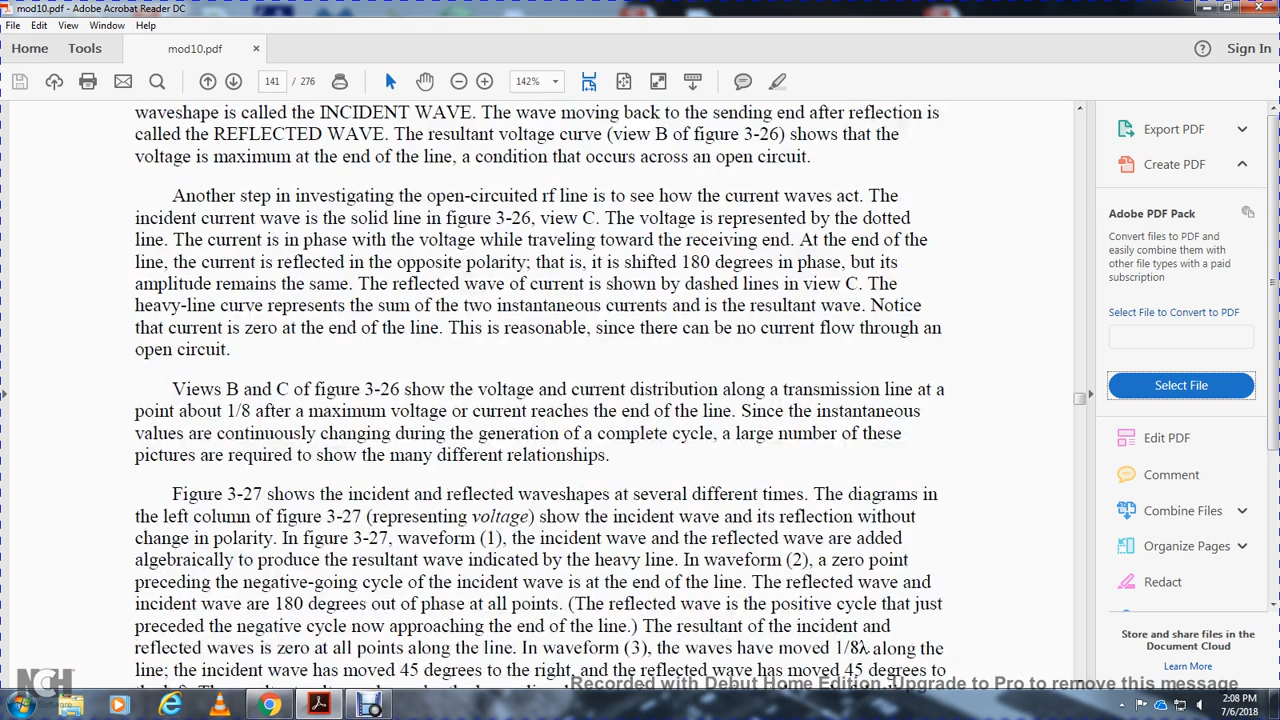 mod10.pdf - Adobe Acrobat Reader DC
File Edit View Window Help
Home Tools mod10.pdf × Sign In
141 / 276 142%
waveshape is called the INCIDENT WAVE. The wave moving back to the sending end after reflection is
called the REFLECTED WAVE. The resultant voltage curve (view B of figure 3-26) shows that the
voltage is maximum at the end of the line, a condition that occurs across an open circuit.
Another step in investigating the open-circuited rf line is to see how the current waves act. The
incident current wave is the solid line in figure 3-26, view C. The voltage is represented by the dotted
line. The current is in phase with the voltage while traveling toward the receiving end. At the end of the
line, the current is reflected in the opposite polarity; that is, it is shifted 180 degrees in phase, but its
amplitude remains the same. The reflected wave of current is shown by dashed lines in view C. The
heavy-line curve represents the sum of the two instantaneous currents and is the resultant wave. Notice
that current is zero at the end of the line. This is reasonable, since there can be no current flow through an
open circuit.
Views B and C of figure 3-26 show the voltage and current distribution along a transmission line at a
point about 1/8 after a maximum voltage or current reaches the end of the line. Since the instantaneous
values are continuously changing during the generation of a complete cycle, a large number of these
pictures are required to show the many different relationships.
Figure 3-27 shows the incident and reflected waveshapes at several different times. The diagrams in
the left column of figure 3-27 (representing voltage) show the incident wave and its reflection without
change in polarity. In figure 3-27, waveform (1), the incident wave and the reflected wave are added
algebraically to produce the resultant wave indicated by the heavy line. In waveform (2), a zero point
preceding the negative-going cycle of the incident wave is at the end of the line. The reflected wave and
incident wave are 180 degrees out of phase at all points. (The reflected wave is the positive cycle that just
preceded the negative cycle now approaching the end of the line.) The resultant of the incident and
reflected waves is zero at all points along the line. In waveform (3), the waves have moved 1/8λ along the
line; the incident wave has moved 45 degrees to the right, and the reflected wave has moved 45 degrees to
Export PDF
Create PDF
Adobe PDF Pack
Convert files to PDF and
easily combine them with
other file types with a paid
subscription
Select File to Convert to PDF
Select File
Edit PDF
Comment
Combine Files
Organize Pages
Redact
Store and share files in the
Document Cloud
Learn More
Recorded with Debut Home Edition. Upgrade to Pro to remove this message
NCH
Software
2:08 PM
7/6/2018